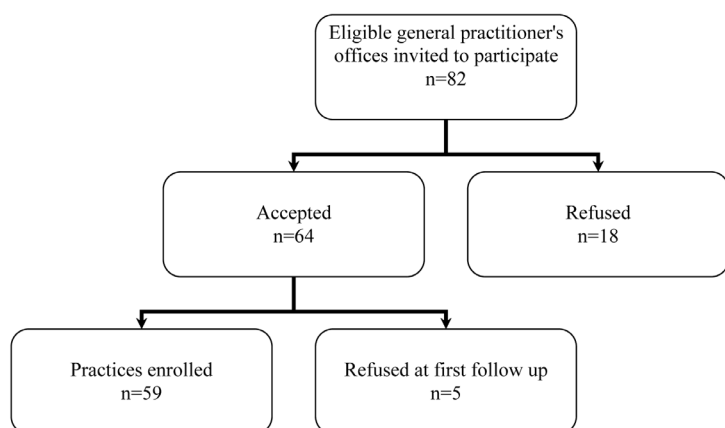 Eligible general practitioner's
offices invited to participate
n=82
Accepted
n=64
Refused
n=18
Practices enrolled
n=59
Refused at first follow up
n=5